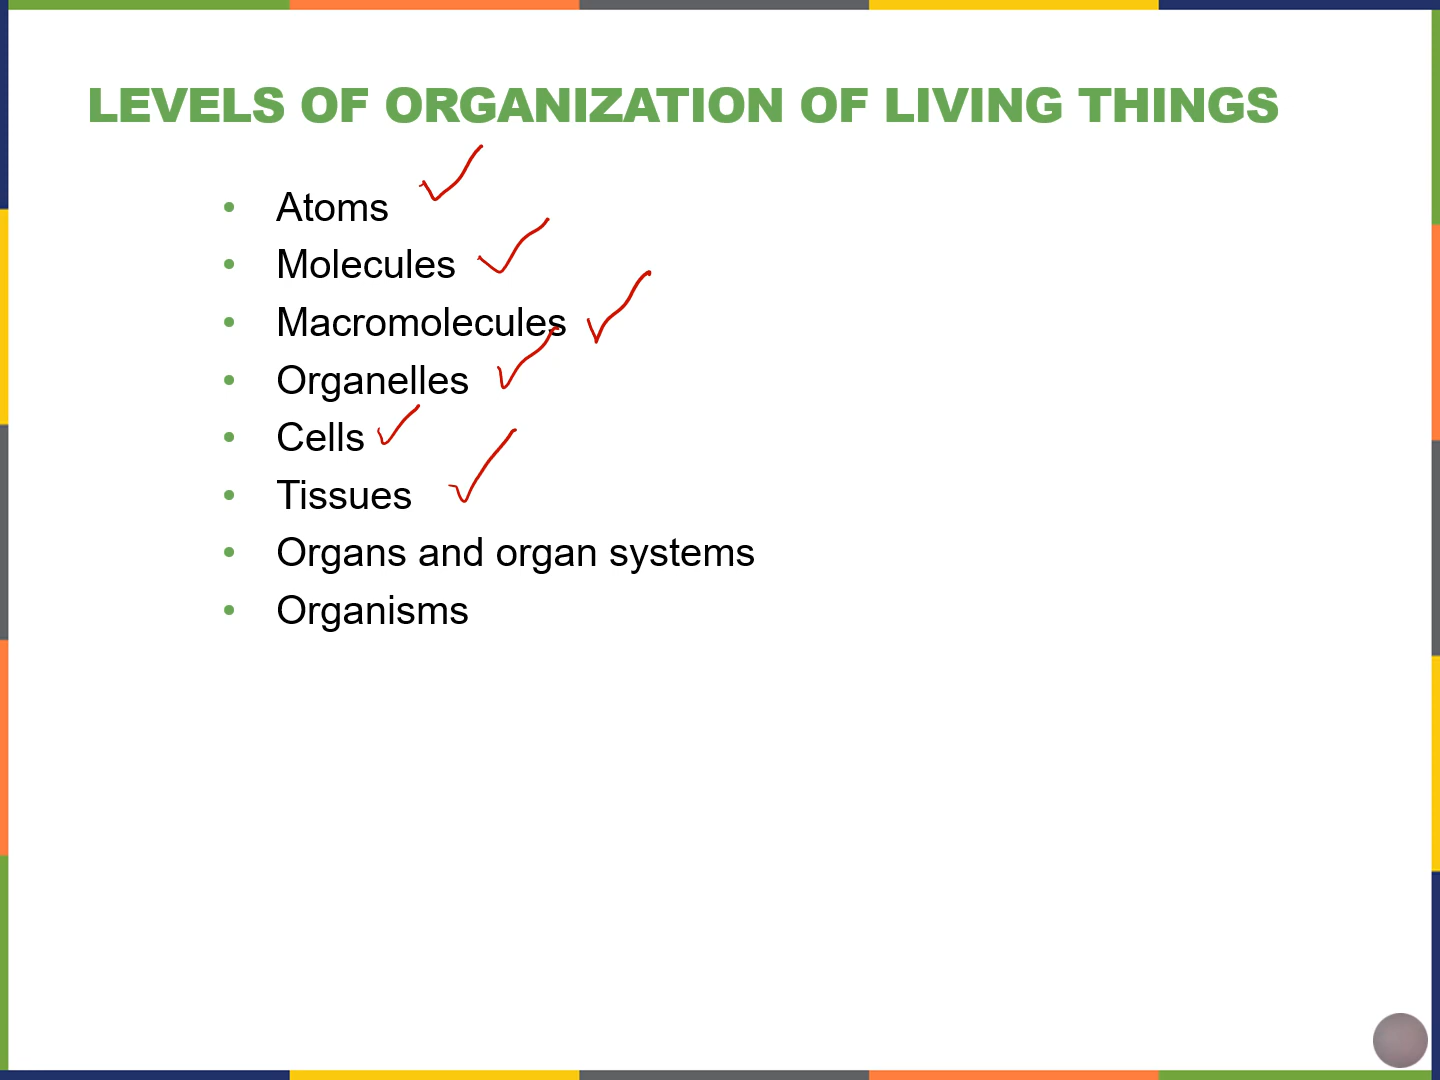 LEVELS OF ORGANIZATION OF LIVING THINGS
• Atoms
• Molecules
• Macromolecules
• Organelles
• Cells
• Tissues
• Organs and organ systems
• Organisms